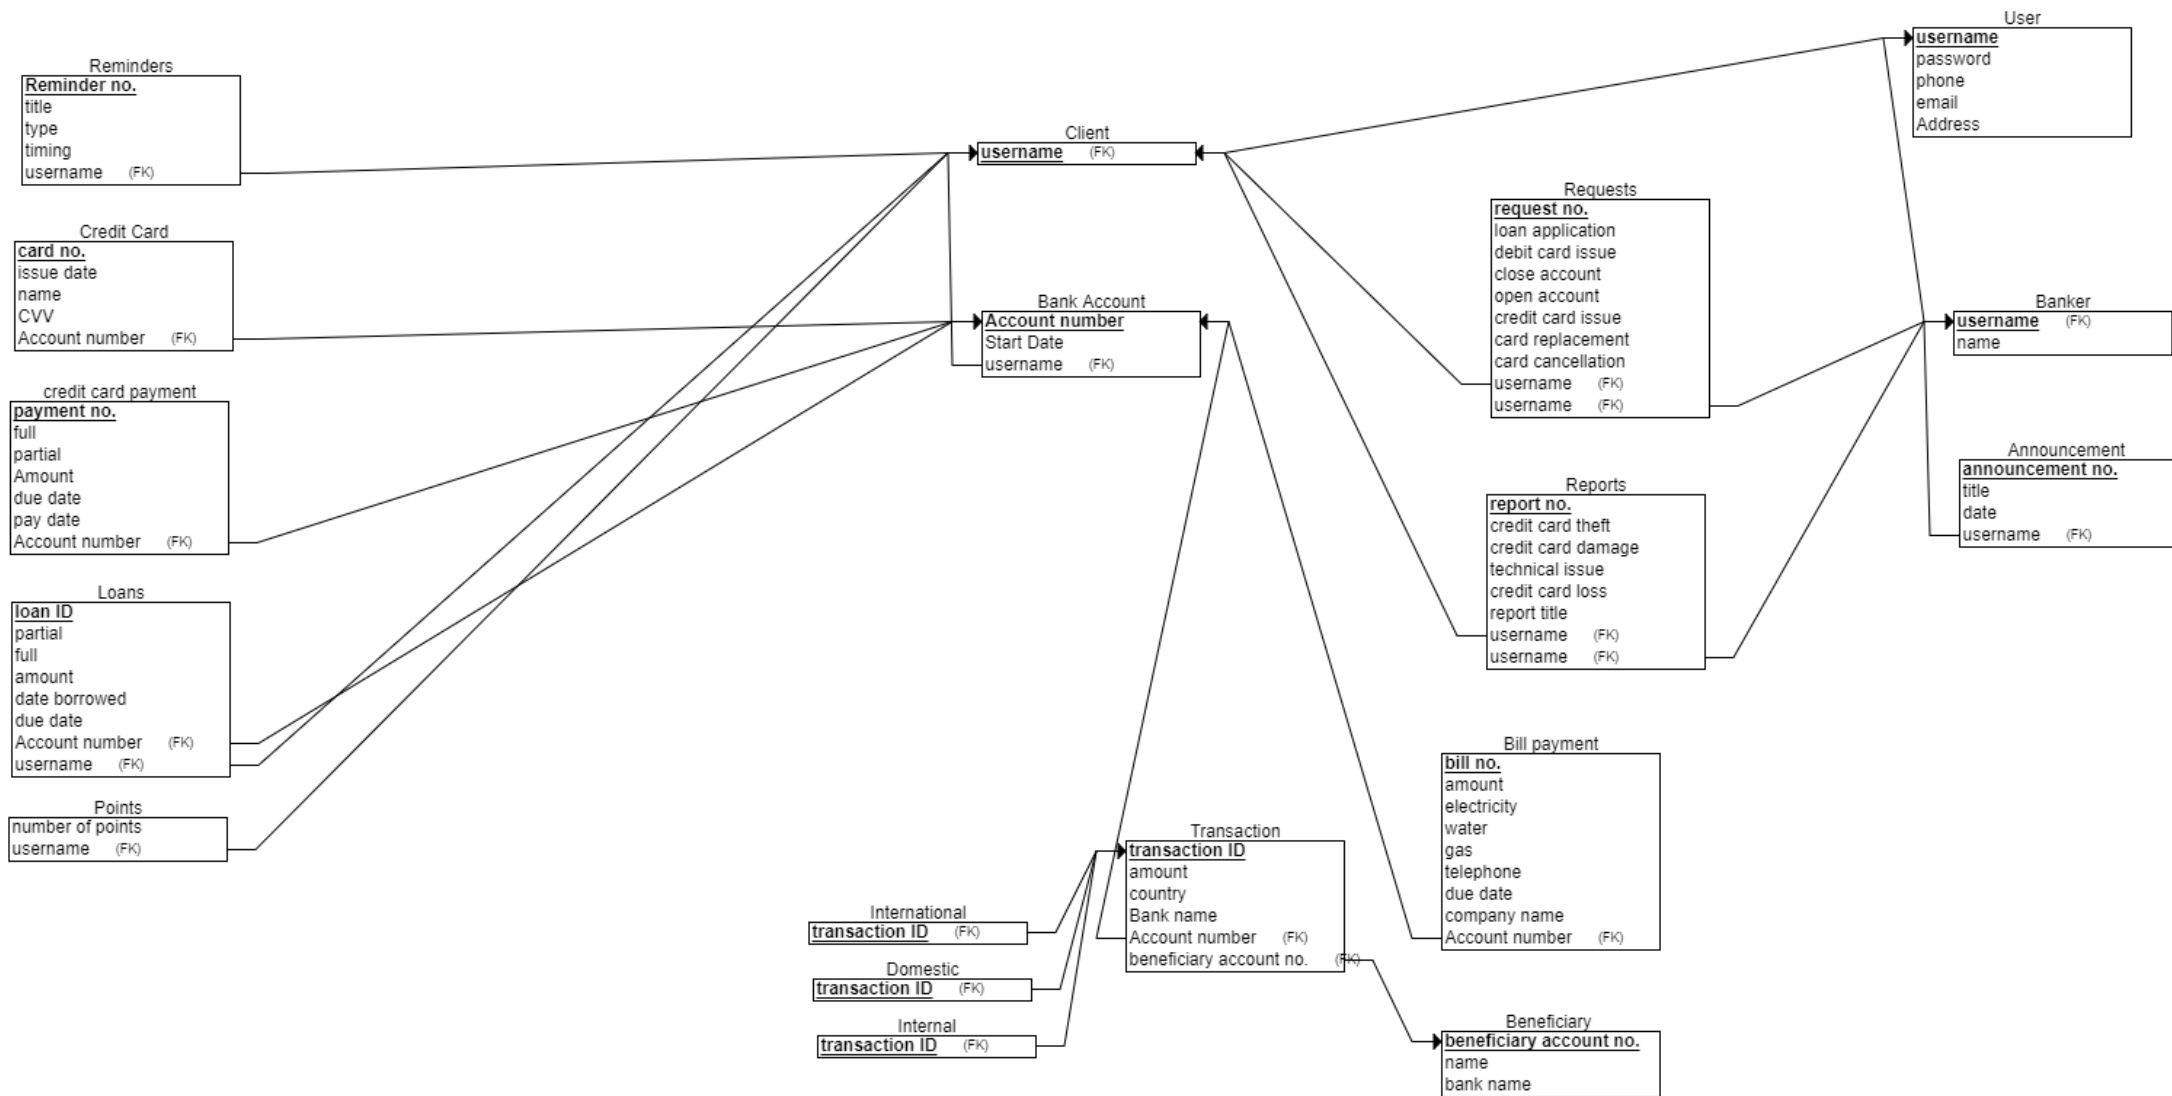 User
username
password
phone
email
Address
Reminders
Reminder no.
title
type
timing
username (FK)
Client
username (FK)
Requests
request no.
loan application
debit card issue
close account
open account
credit card issue
card replacement
card cancellation
username (FK)
username (FK)
Credit Card
card no.
issue date
name
CVV
Account number (FK)
Bank Account
Account number
Start Date
username (FK)
Banker
username (FK)
name
credit card payment
payment no.
full
partial
Amount
due date
pay date
Account number (FK)
Announcement
announcement no.
title
date
username (FK)
Reports
report no.
credit card theft
credit card damage
technical issue
credit card loss
report title
username (FK)
username (FK)
Loans
loan ID
partial
full
amount
date borrowed
due date
Account number (FK)
username (FK)
Bill payment
bill no.
amount
electricity
water
gas
telephone
due date
company name
Account number (FK)
Points
number of points
username (FK)
Transaction
transaction ID
amount
country
Bank name
Account number (FK)
beneficiary account no. (FK)
International
transaction ID (FK)
Domestic
transaction ID (FK)
Internal
transaction ID (FK)
Beneficiary
beneficiary account no.
name
bank name